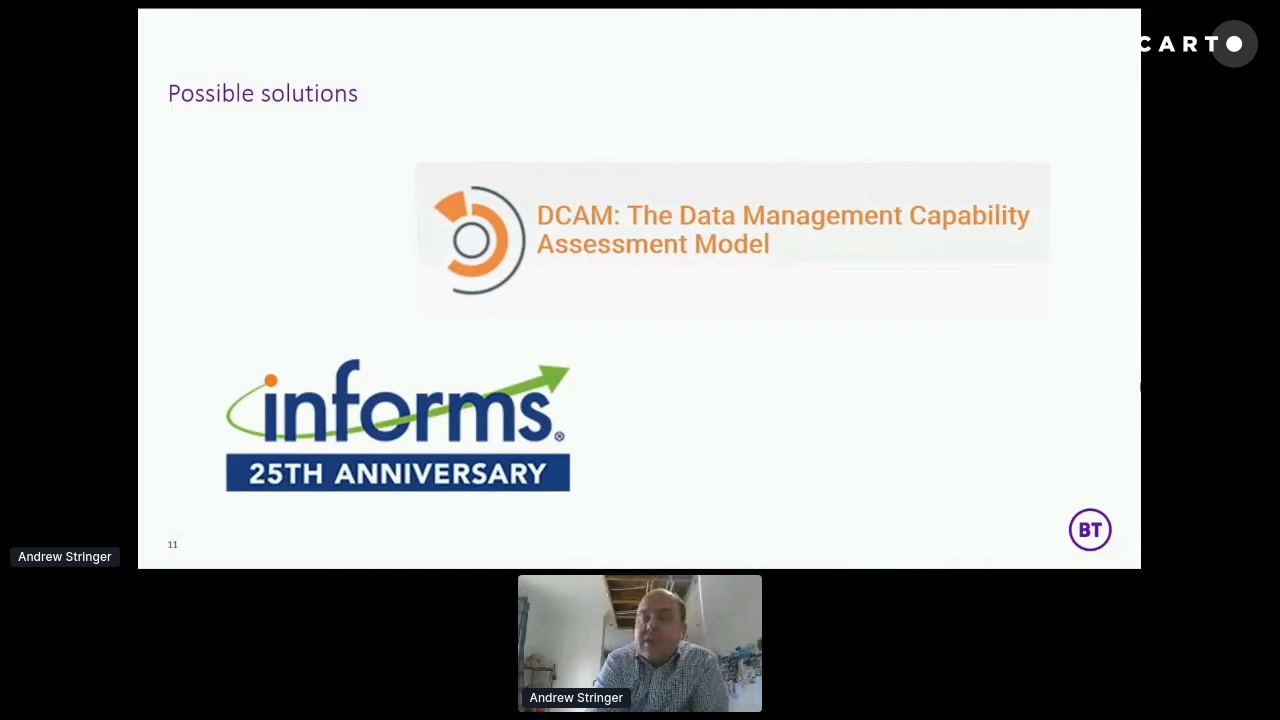 CARTO
Possible solutions
DCAM: The Data Management Capability
Assessment Model
informs®
25TH ANNIVERSARY
11
BT
Andrew Stringer
Andrew Stringer